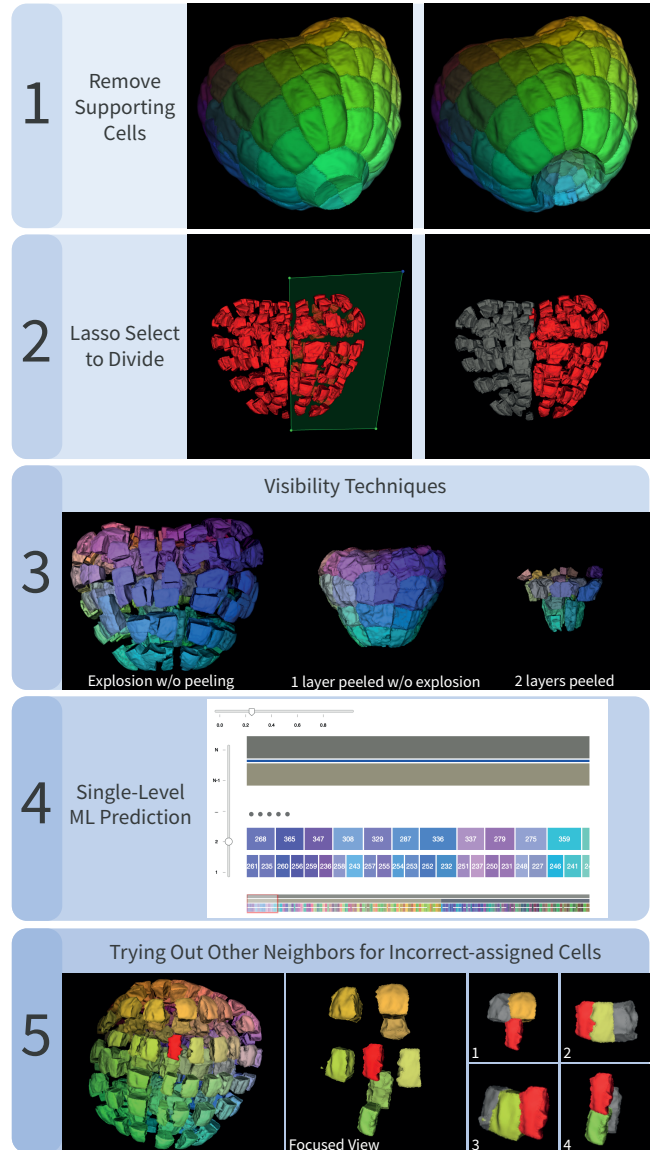 1
Remove
Supporting
Cells
2
Lasso Select
to Divide
3
Visibility Techniques
Explosion w/o peeling
1 layer peeled w/o explosion
2 layers peeled
4
Single-Level
ML Prediction
0.0 0.2 0.4 0.6 0.8
N
N-1
2 268 365 347 308 329 287 336 337 279 275 359
1 261 235 260 256 259 236 258 243 257 255 254 253 252 232 251 237 250 231 248 227 246 241
5
Trying Out Other Neighbors for Incorrect-assigned Cells
Focused View
1
2
3
4